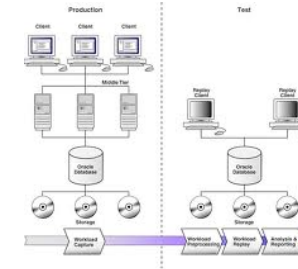 Production
Test
Client
Client
Client
Middle Tier
Replay
Client
Replay
Client
Oracle
Database
Oracle
Database
Storage
Storage
Workload
Capture
Workload
Preprocessing
Workload
Replay
Analysis &
Reporting